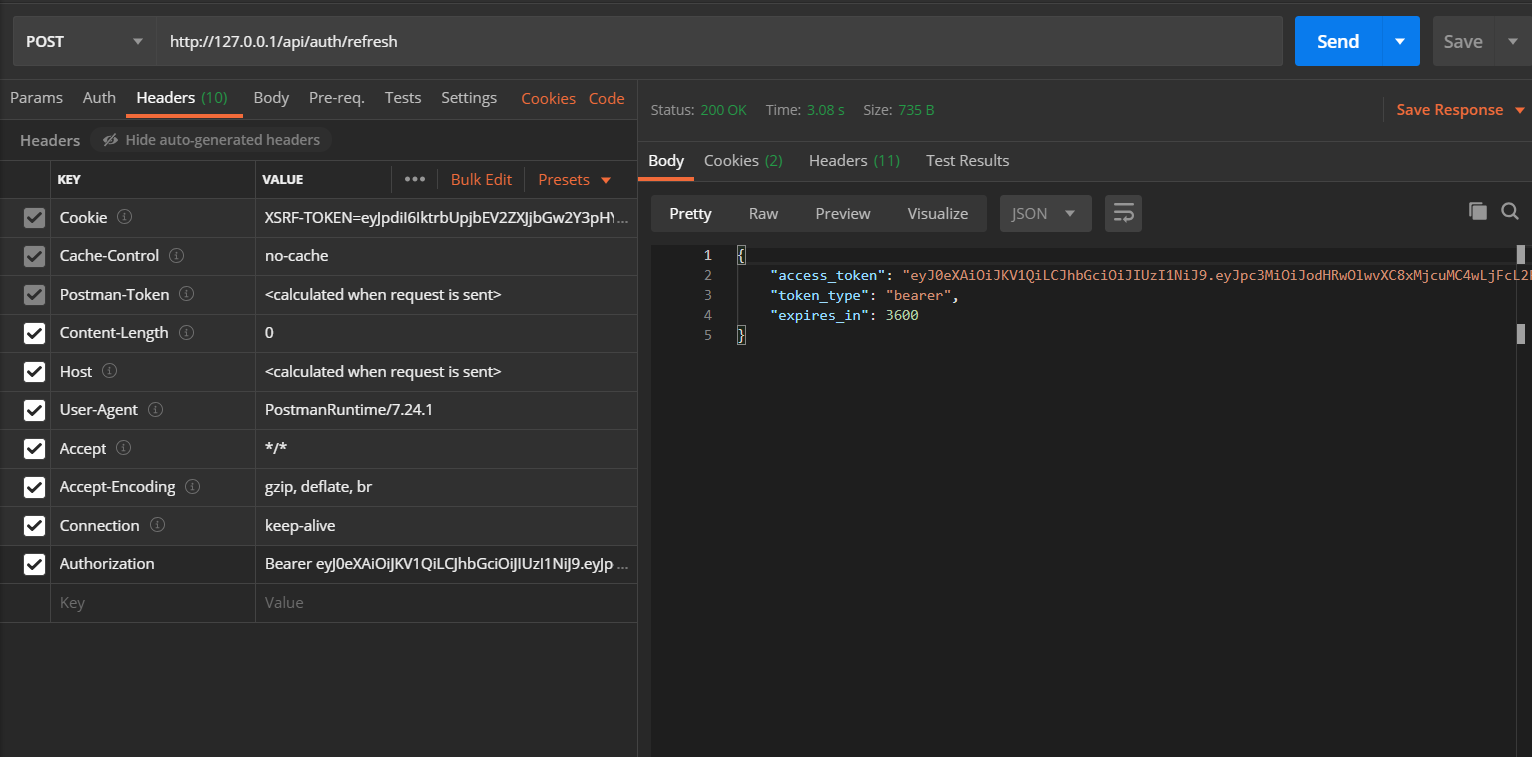 POST http://127.0.0.1/api/auth/refresh Send Save
Params Auth Headers (10) Body Pre-req. Tests Settings Cookies Code
Headers Hide auto-generated headers
KEY VALUE ••• Bulk Edit Presets
Cookie XSRF-TOKEN=eyJpdiI6IktrbUpjbEV2ZXJjbGw2Y3pHY...
Cache-Control no-cache
Postman-Token <calculated when request is sent>
Content-Length 0
Host <calculated when request is sent>
User-Agent PostmanRuntime/7.24.1
Accept */*
Accept-Encoding gzip, deflate, br
Connection keep-alive
Authorization Bearer eyJ0eXAiOiJKV1QiLCJhbGciOiJIUzI1NiJ9.eyJp ...
Key Value
Status: 200 OK Time: 3.08 s Size: 735 B Save Response
Body Cookies (2) Headers (11) Test Results
Pretty Raw Preview Visualize JSON
1 {
2 "access_token": "eyJ0eXAiOiJKV1QiLCJhbGciOiJIUzI1NiJ9.eyJpc3MiOiJodHRwOlwvXC8xMjcuMC4wLjFcL2
3 "token_type": "bearer",
4 "expires_in": 3600
5 }